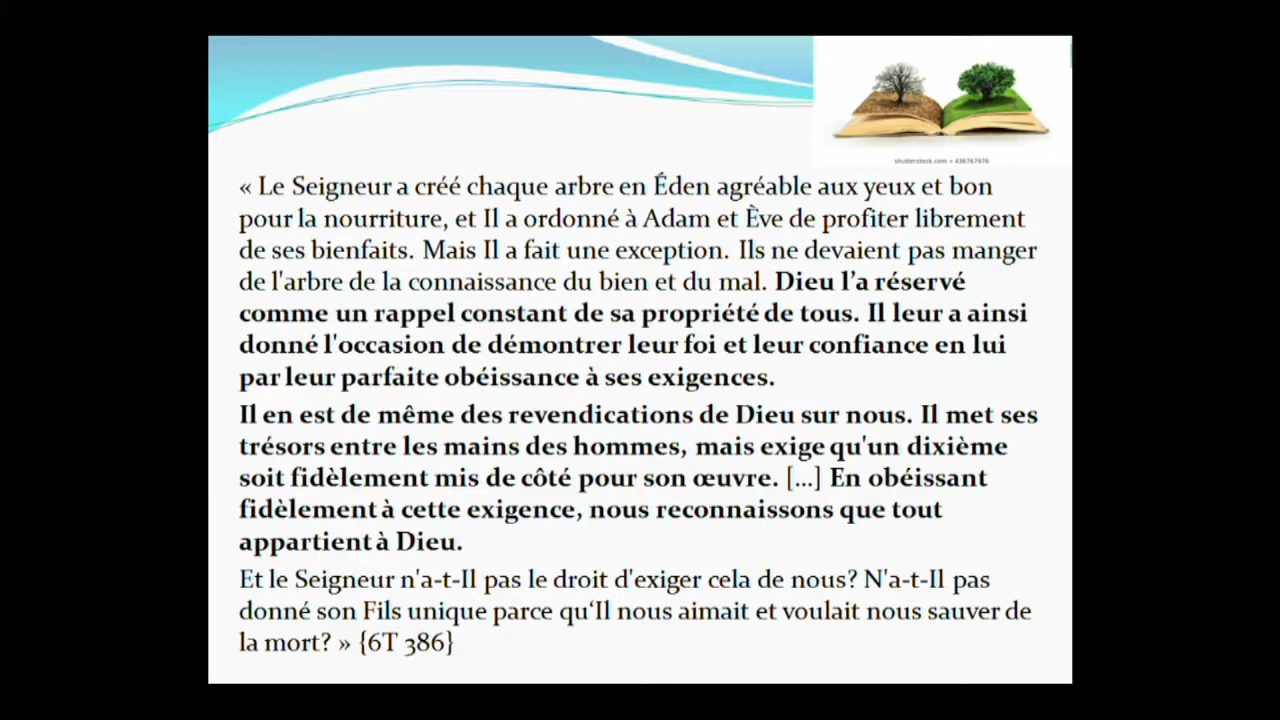 shutterstock.com • 436767976
« Le Seigneur a créé chaque arbre en Éden agréable aux yeux et bon
pour la nourriture, et Il a ordonné à Adam et Ève de profiter librement
de ses bienfaits. Mais Il a fait une exception. Ils ne devaient pas manger
de l'arbre de la connaissance du bien et du mal. Dieu l’a réservé
comme un rappel constant de sa propriété de tous. Il leur a ainsi
donné l'occasion de démontrer leur foi et leur confiance en lui
par leur parfaite obéissance à ses exigences.
Il en est de même des revendications de Dieu sur nous. Il met ses
trésors entre les mains des hommes, mais exige qu'un dixième
soit fidèlement mis de côté pour son œuvre. [...] En obéissant
fidèlement à cette exigence, nous reconnaissons que tout
appartient à Dieu.
Et le Seigneur n'a-t-Il pas le droit d'exiger cela de nous? N'a-t-Il pas
donné son Fils unique parce qu‘Il nous aimait et voulait nous sauver de
la mort? » {6T 386}